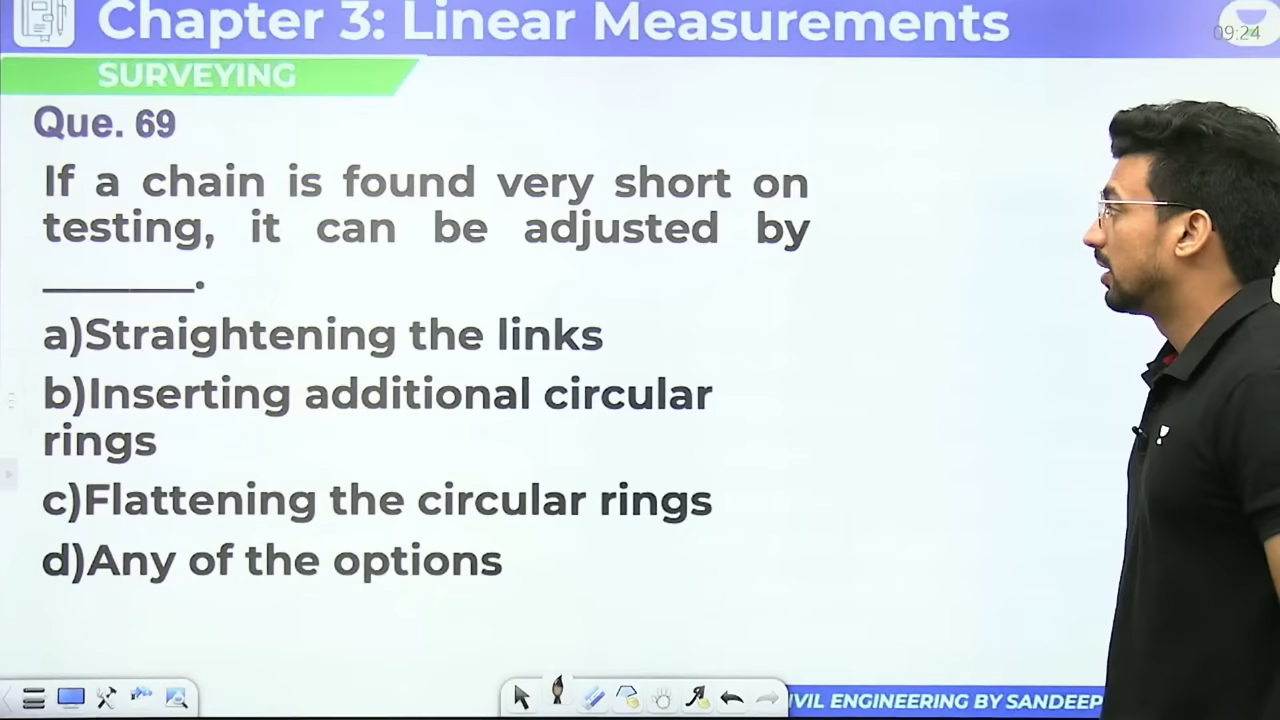 Chapter 3: Linear Measurements
09:24
SURVEYING
Que. 69
If a chain is found very short on
testing, it can be adjusted by
_______.
a)Straightening the links
b)Inserting additional circular
rings
c)Flattening the circular rings
d)Any of the options
IVIL ENGINEERING BY SANDEEP